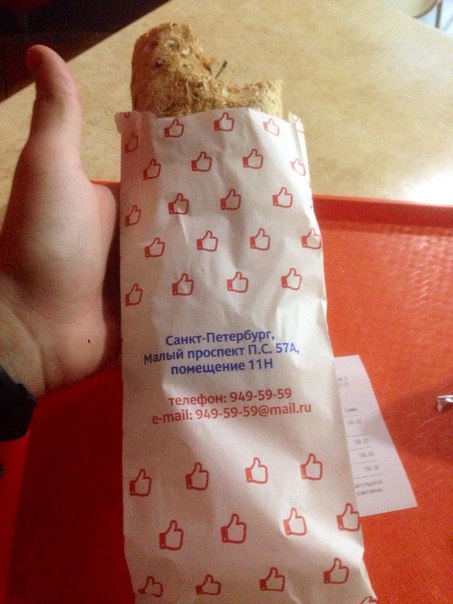 Санкт-Петербург,
Малый проспект П.С. 57А,
помещение 11Н
телефон: 949-59-59
e-mail: 949-59-59@mail.ru